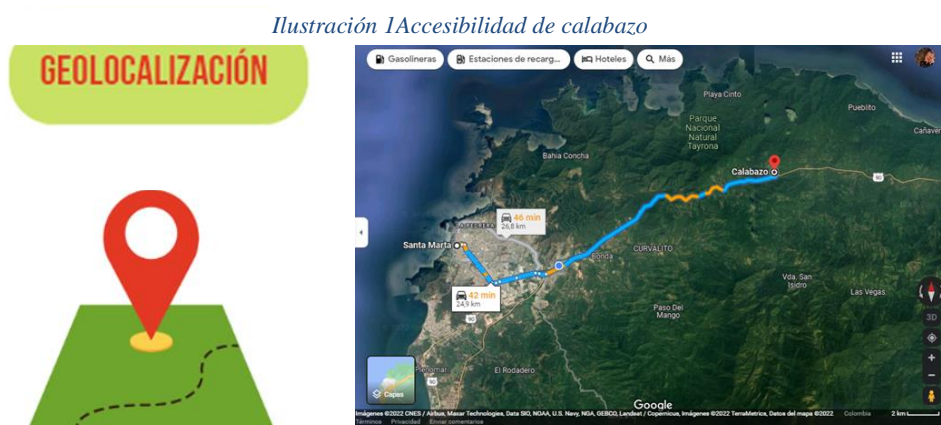 Ilustración 1Accesibilidad de calabazo
GEOLOCALIZACIÓN
Gasolineras
Estaciones de recarg...
Hoteles
Más
Playa Cinto
Pueblito
Parque
Nacional
Natural
Tayrona
Cañaver
Bahia Concha
Calabazo
90
46 min
26,8 km
Santa Marta
CURVALITO
Bonda
Vda. San
Isidro
Las Vegas
42 min
24,9 km
Paso Del
Mango
90
3D
Plenomar
El Rodadero
90
Capas
Google
Imágenes ©2022 CNES / Airbus, Maxar Technologies, Data SIO, NOAA, U.S. Navy, NGA, GEBCO, Landsat / Copernicus, Imágenes ©2022 TerraMetrics, Datos del mapa ©2022
Colombia
2 km
Términos
Privacidad
Enviar comentarios